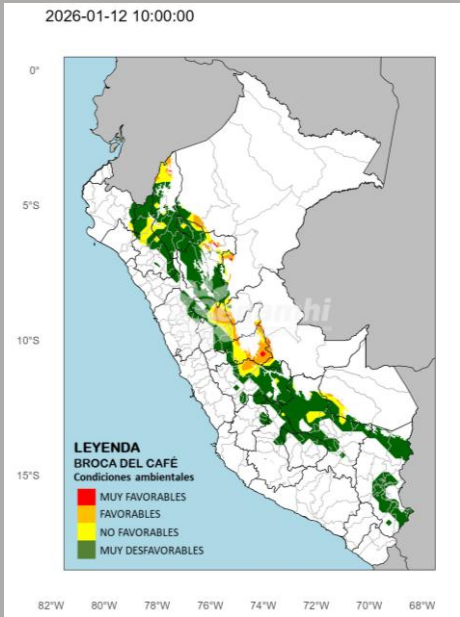 2026-01-12 10:00:00
0°
5°S
10°S
15°S
senamhi
LEYENDA
BROCA DEL CAFÉ
Condiciones ambientales
MUY FAVORABLES
FAVORABLES
NO FAVORABLES
MUY DESFAVORABLES
82°W 80°W 78°W 76°W 74°W 72°W 70°W 68°W